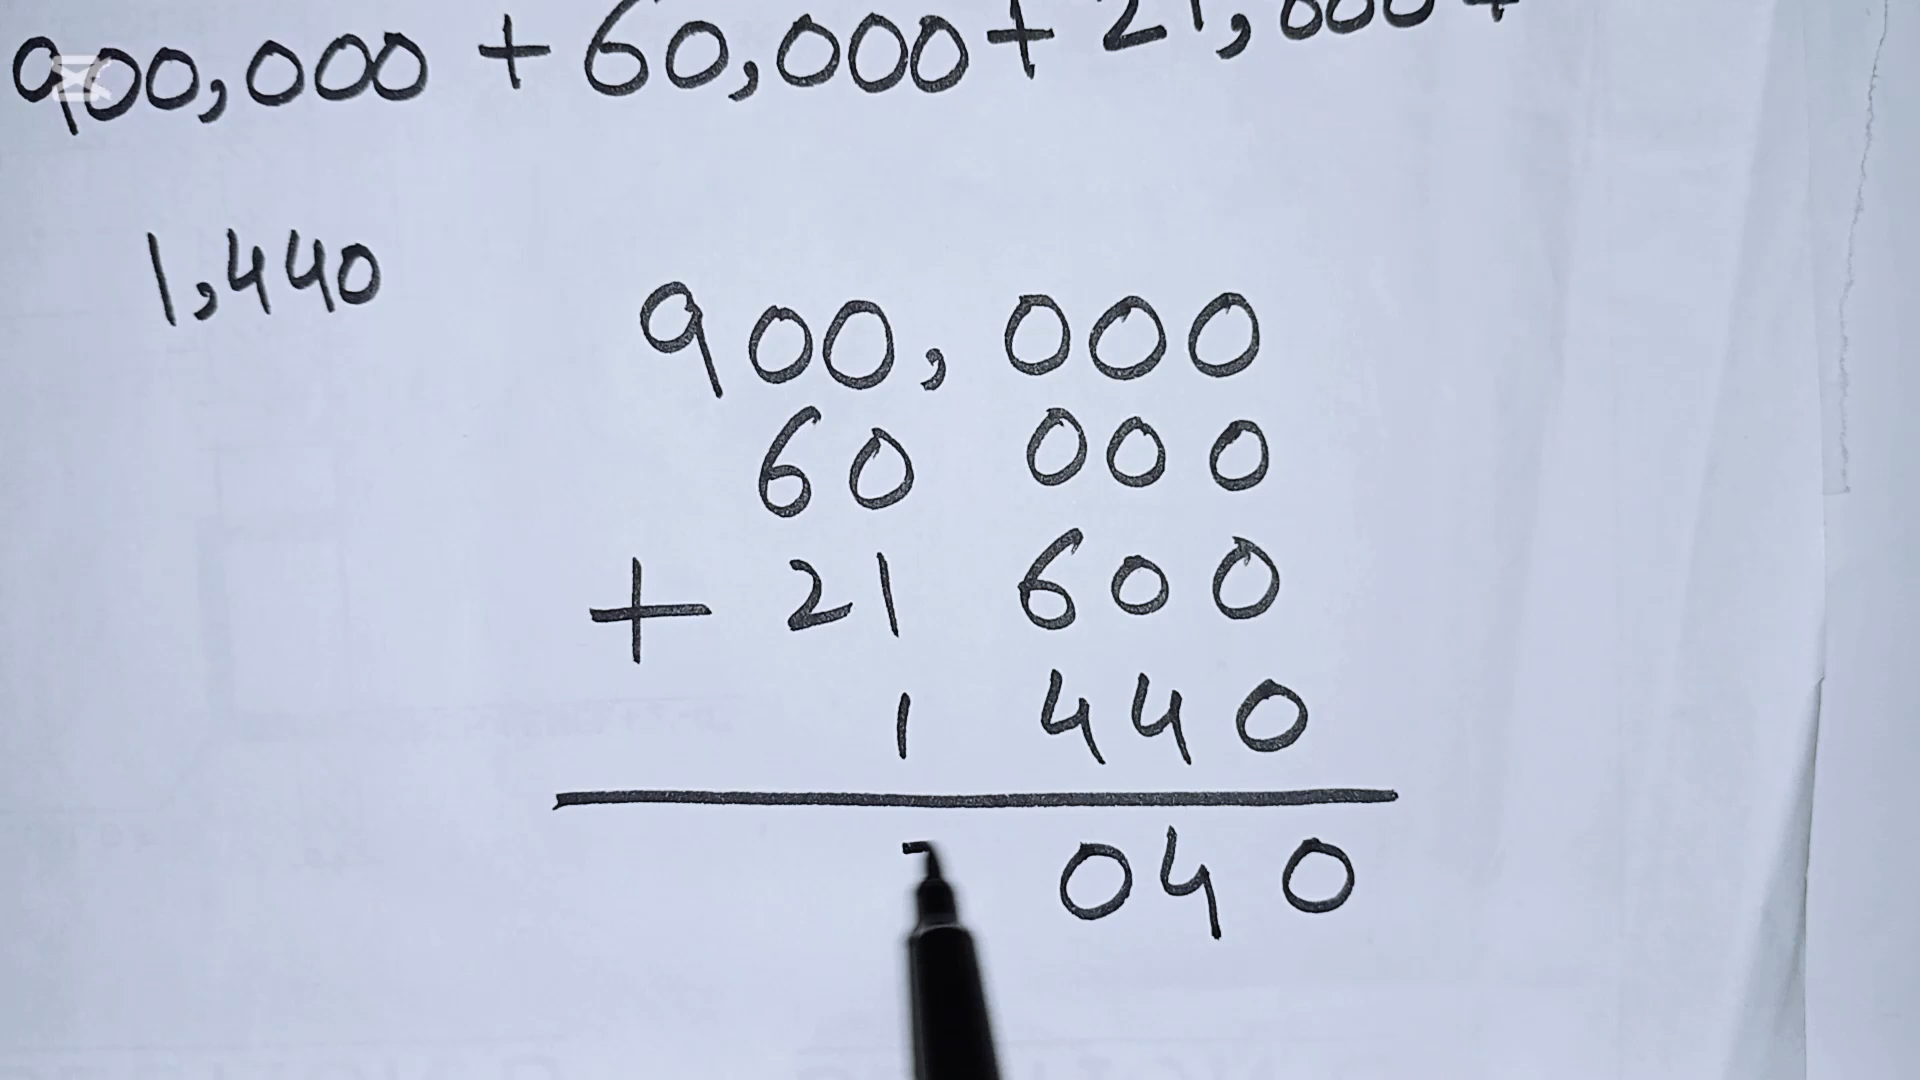 900,000 + 60,000 + 21,600 +
1,440
900,000
60 000
+ 21 600
1 440
040